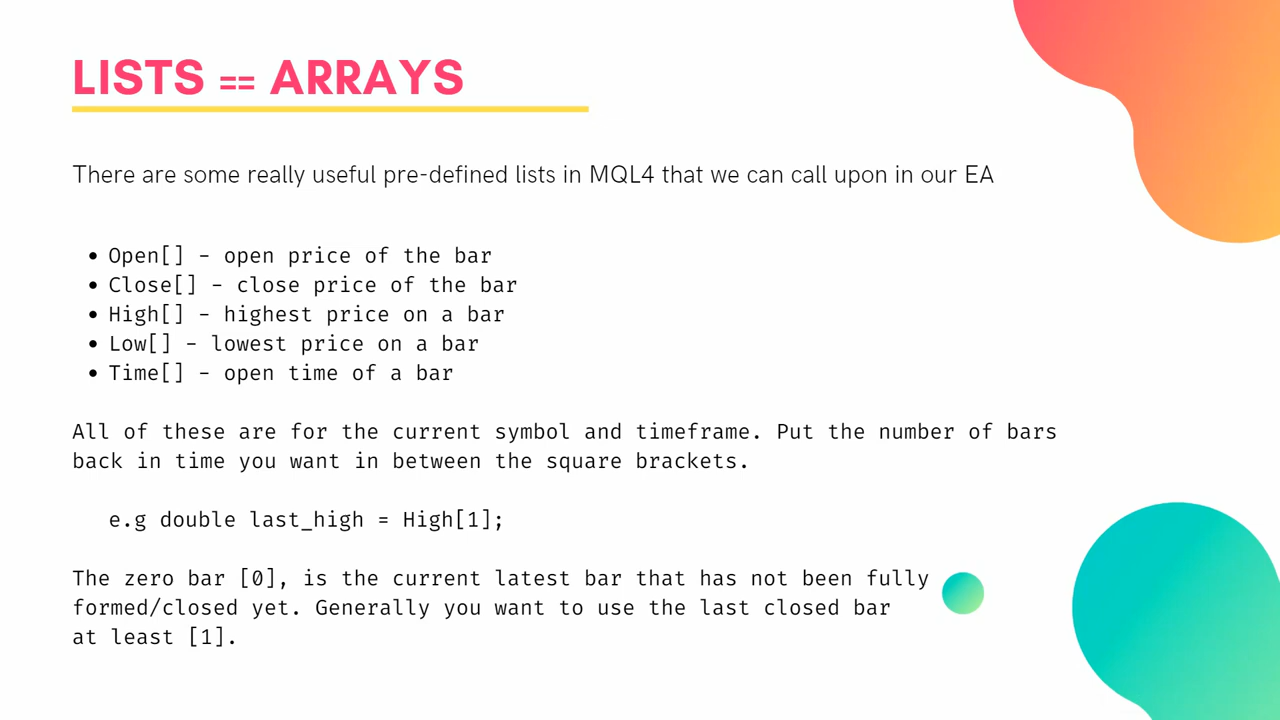 LISTS == ARRAYS
There are some really useful pre-defined lists in MQL4 that we can call upon in our EA
• Open[] - open price of the bar
• Close[] - close price of the bar
• High[] - highest price on a bar
• Low[] - lowest price on a bar
• Time[] - open time of a bar
All of these are for the current symbol and timeframe. Put the number of bars
back in time you want in between the square brackets.
e.g double last_high = High[1];
The zero bar [0], is the current latest bar that has not been fully
formed/closed yet. Generally you want to use the last closed bar
at least [1].